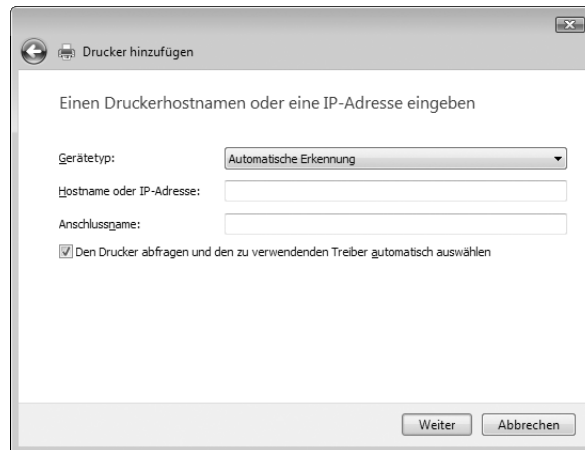 Drucker hinzufügen
Einen Druckerhostnamen oder eine IP-Adresse eingeben
Gerätetyp: Automatische Erkennung
Hostname oder IP-Adresse:
Anschlussname:
Den Drucker abfragen und den zu verwendenden Treiber automatisch auswählen
Weiter Abbrechen